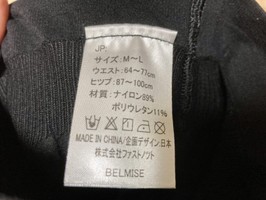 JP
サイズ: M～L
ウエスト: 64～77cm
ヒップ: 87～100cm
材質: ナイロン89%
ポリウレタン11%
MADE IN CHINA/企画デザイン日本
株式会社ファストノット
BELMISE